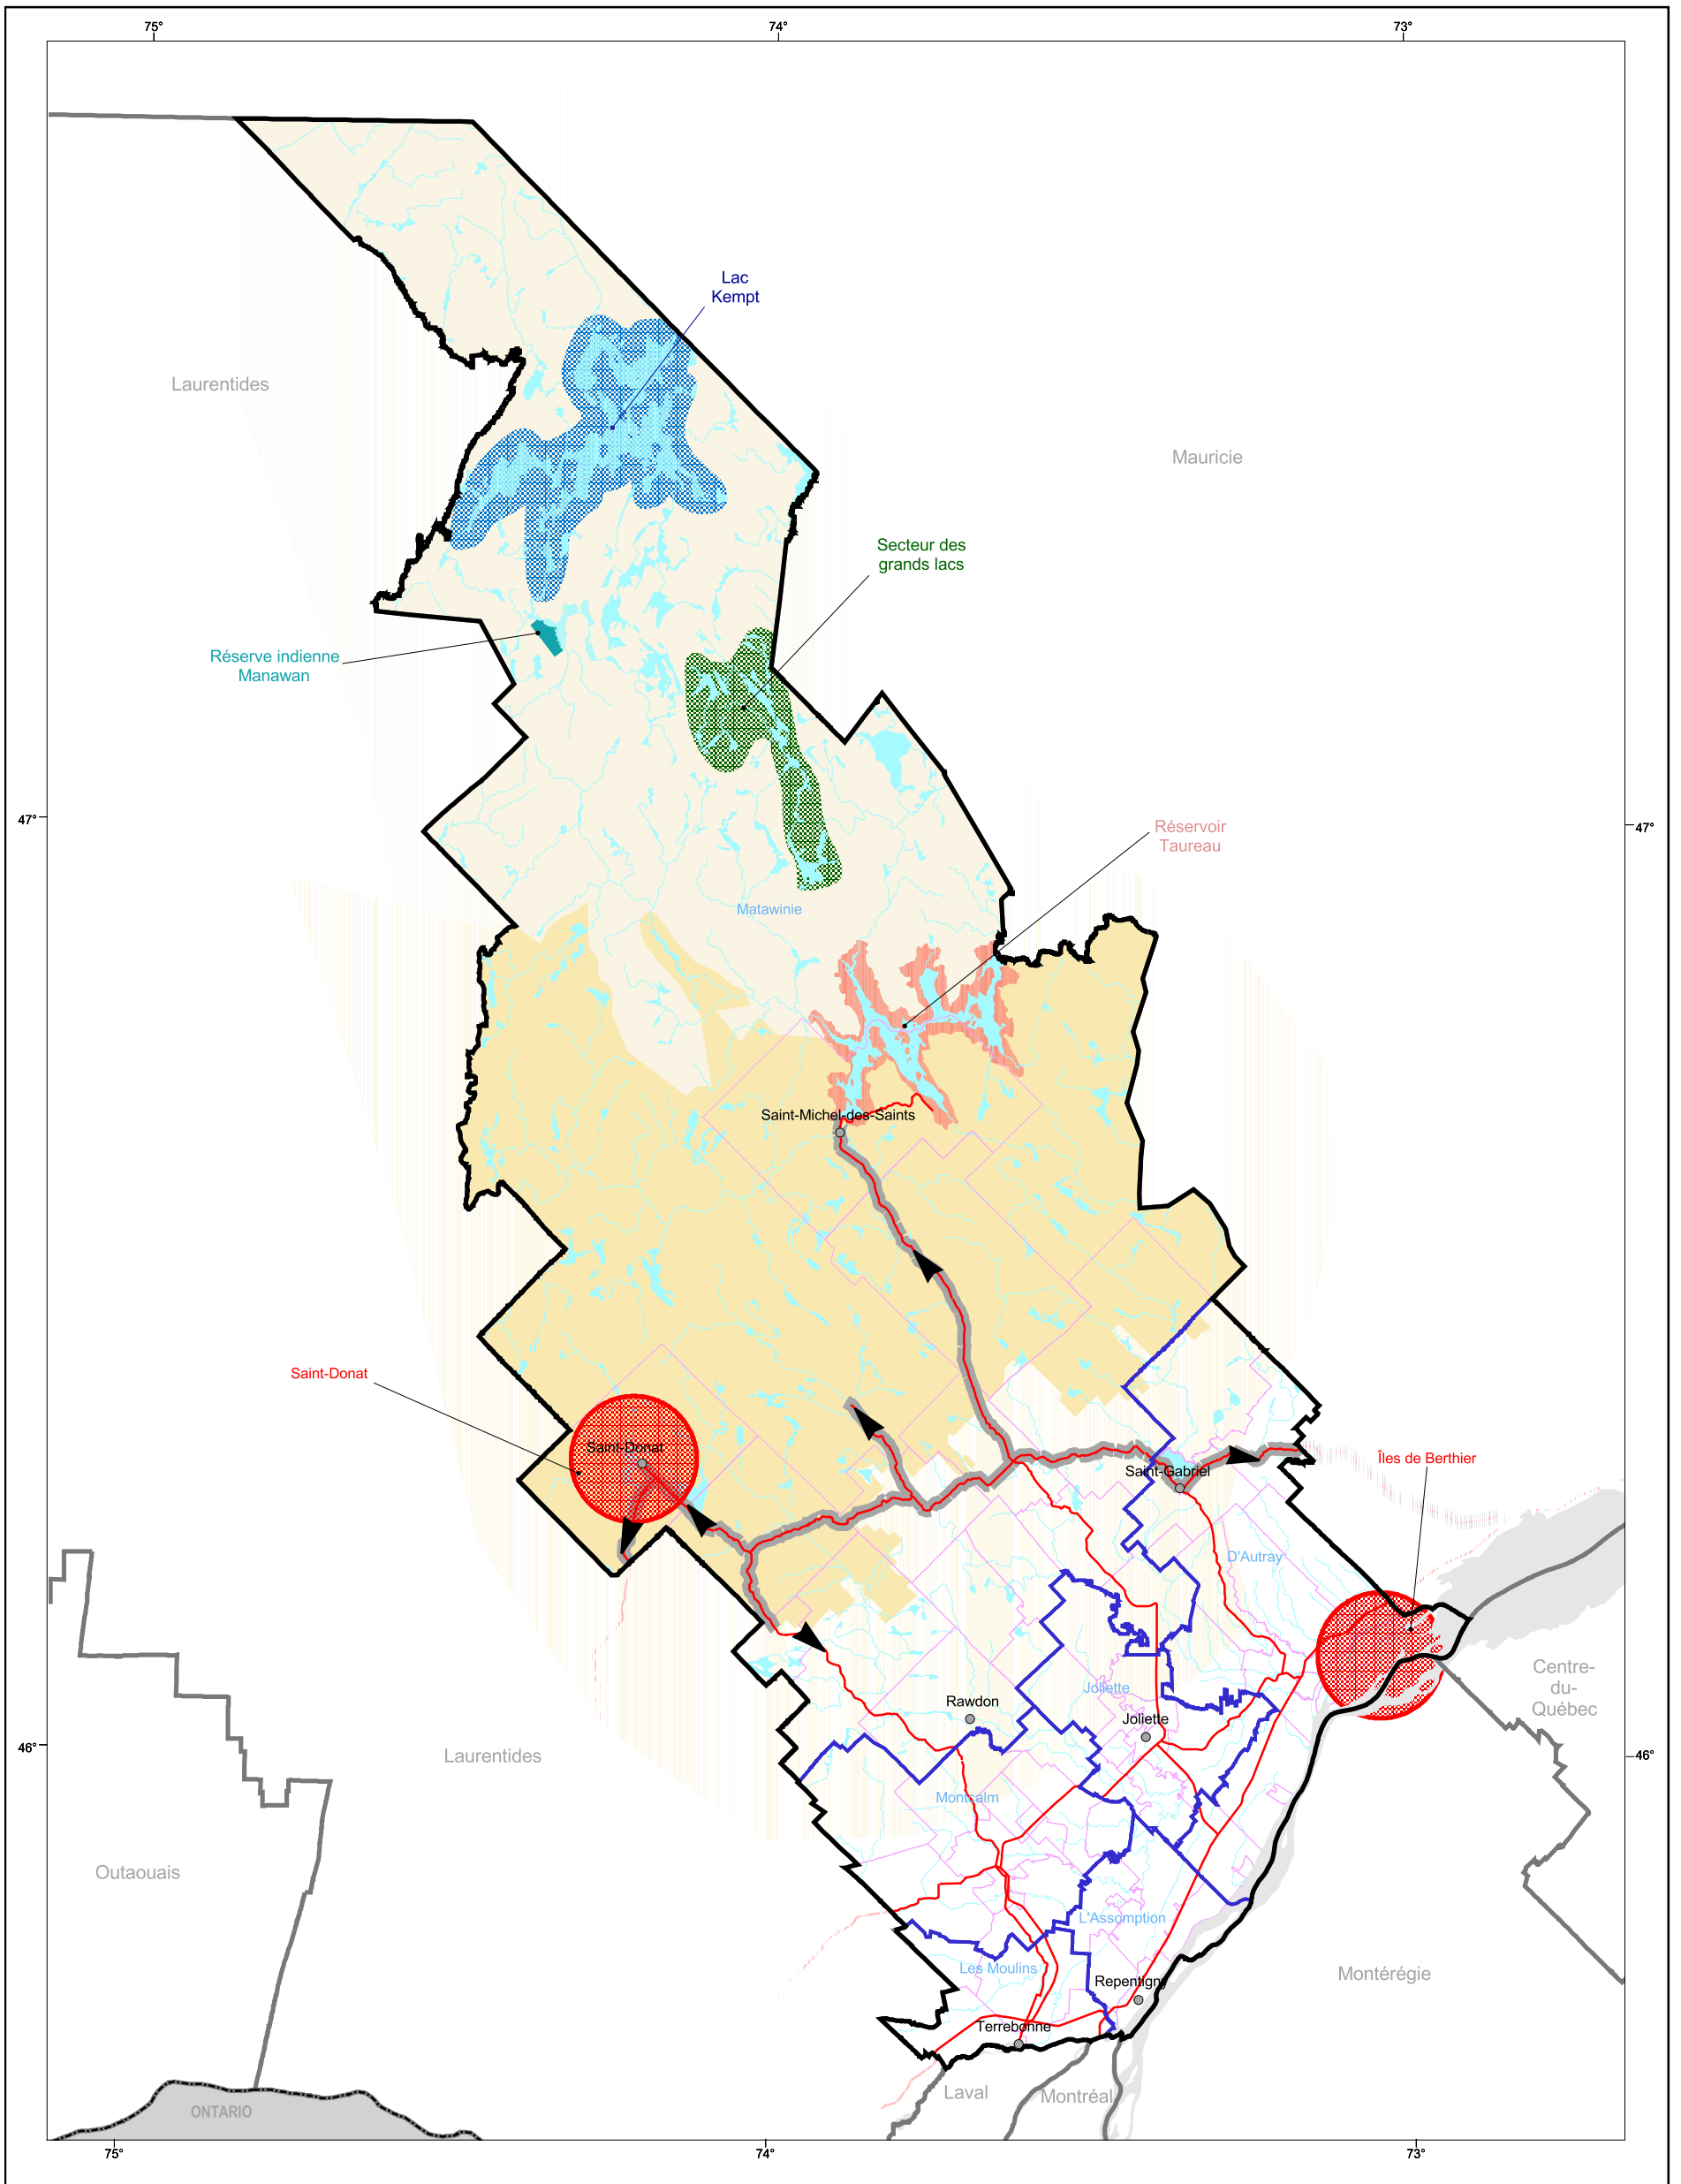 75°
74°
73°
Lac
Kempt
Laurentides
Mauricie
Secteur des
grands lacs
Réserve indienne
Manawan
47°
47°
Réservoir
Taureau
Matawinie
Saint-Michel-des-Saints
Saint-Donat
Saint-Donat
Îles de Berthier
Saint-Gabriel
D'Autray
Centre-
du-
Québec
Joliette
Rawdon
Joliette
46°
46°
Laurentides
Montcalm
Outaouais
L'Assomption
Les Moulins
Montérégie
Repentigny
Terrebonne
Laval
Montréal
ONTARIO
75°
74°
73°